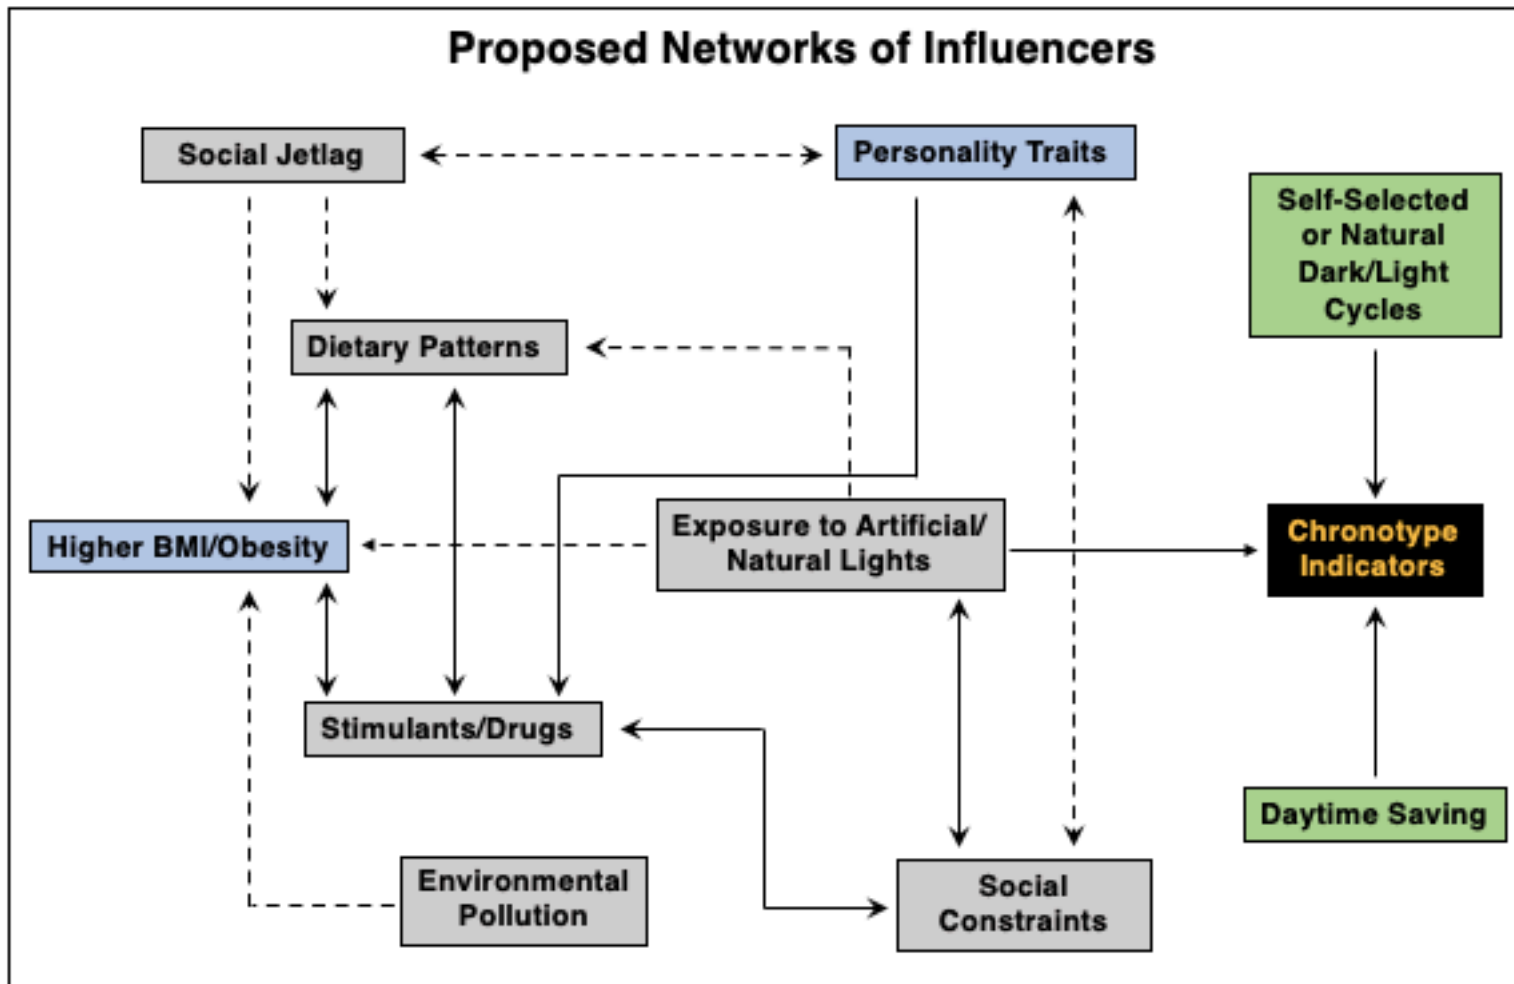 Proposed Networks of Influencers
Social Jetlag
Personality Traits
Self-Selected
or Natural
Dark/Light
Cycles
Dietary Patterns
Higher BMI/Obesity
Exposure to Artificial/
Natural Lights
Chronotype
Indicators
Stimulants/Drugs
Daytime Saving
Environmental
Pollution
Social
Constraints